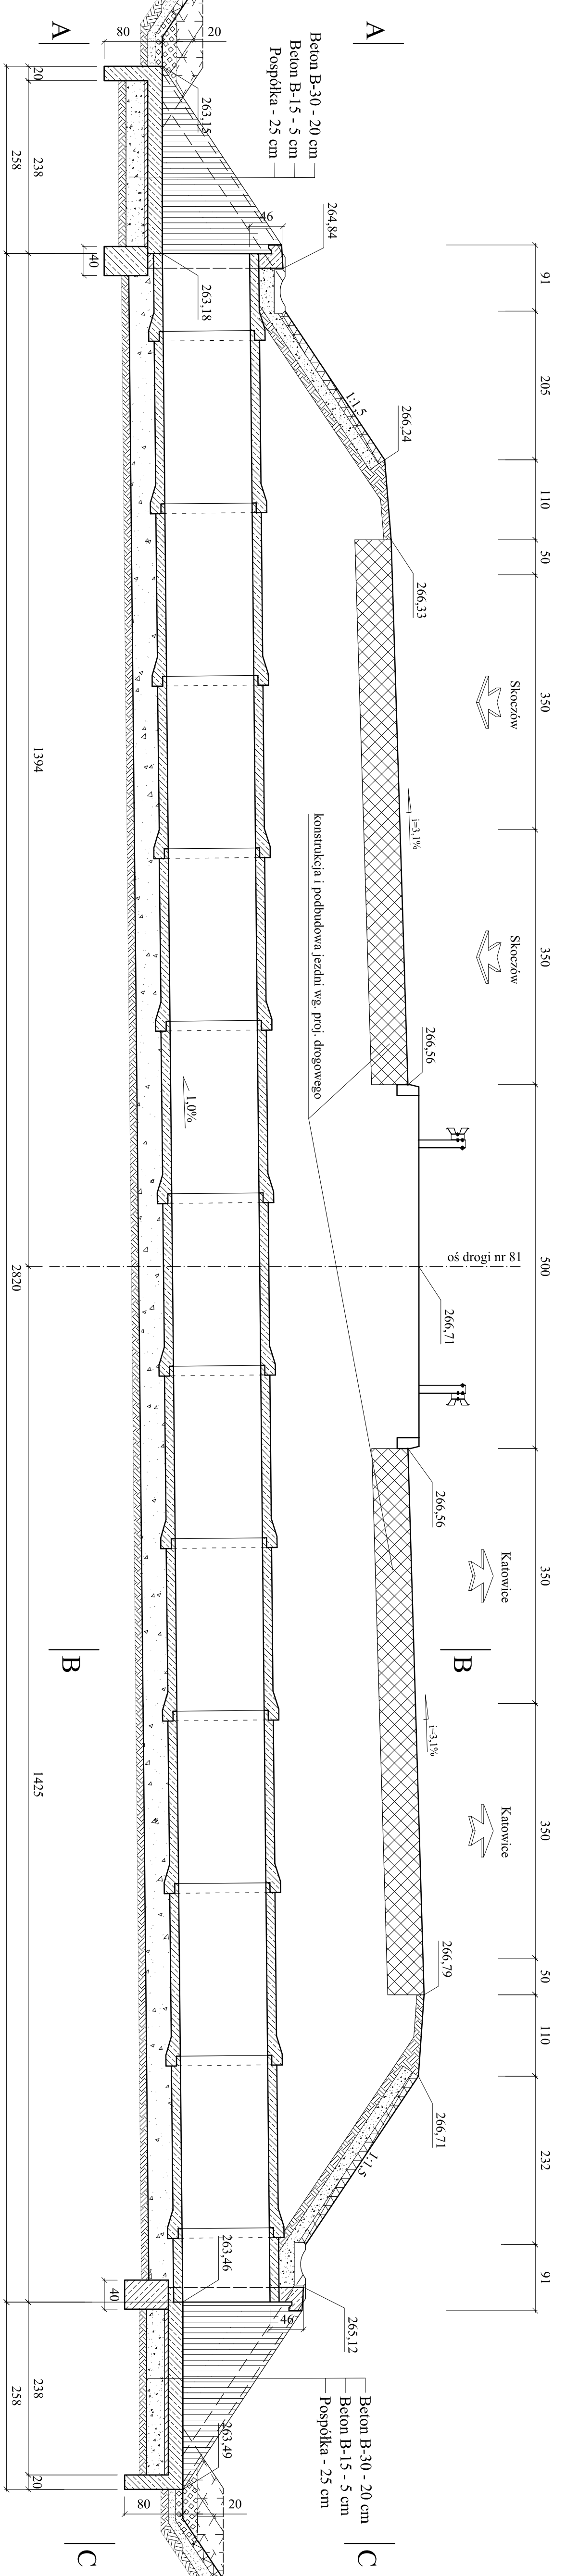 A
A
91
205
110
50
350
350
500
350
350
50
110
232
91
Skoczów
Skoczów
oś drogi nr 81
Katowice
Katowice
B
C
264,84
266,24
266,33
i=3,1%
266,56
266,71
266,56
i=3,1%
266,79
266,71
265,12
1:1,5
1:1,5
Beton B-30 - 20 cm
Beton B-15 - 5 cm
Pospółka - 25 cm
konstrukcja i podbudowa jezdni wg. proj. drogowego
Beton B-30 - 20 cm
Beton B-15 - 5 cm
Pospółka - 25 cm
46
46
20
80
263,15
263,18
1,0%
263,46
263,49
20
80
40
40
B
C
20
238
1394
1425
238
20
258
2820
258